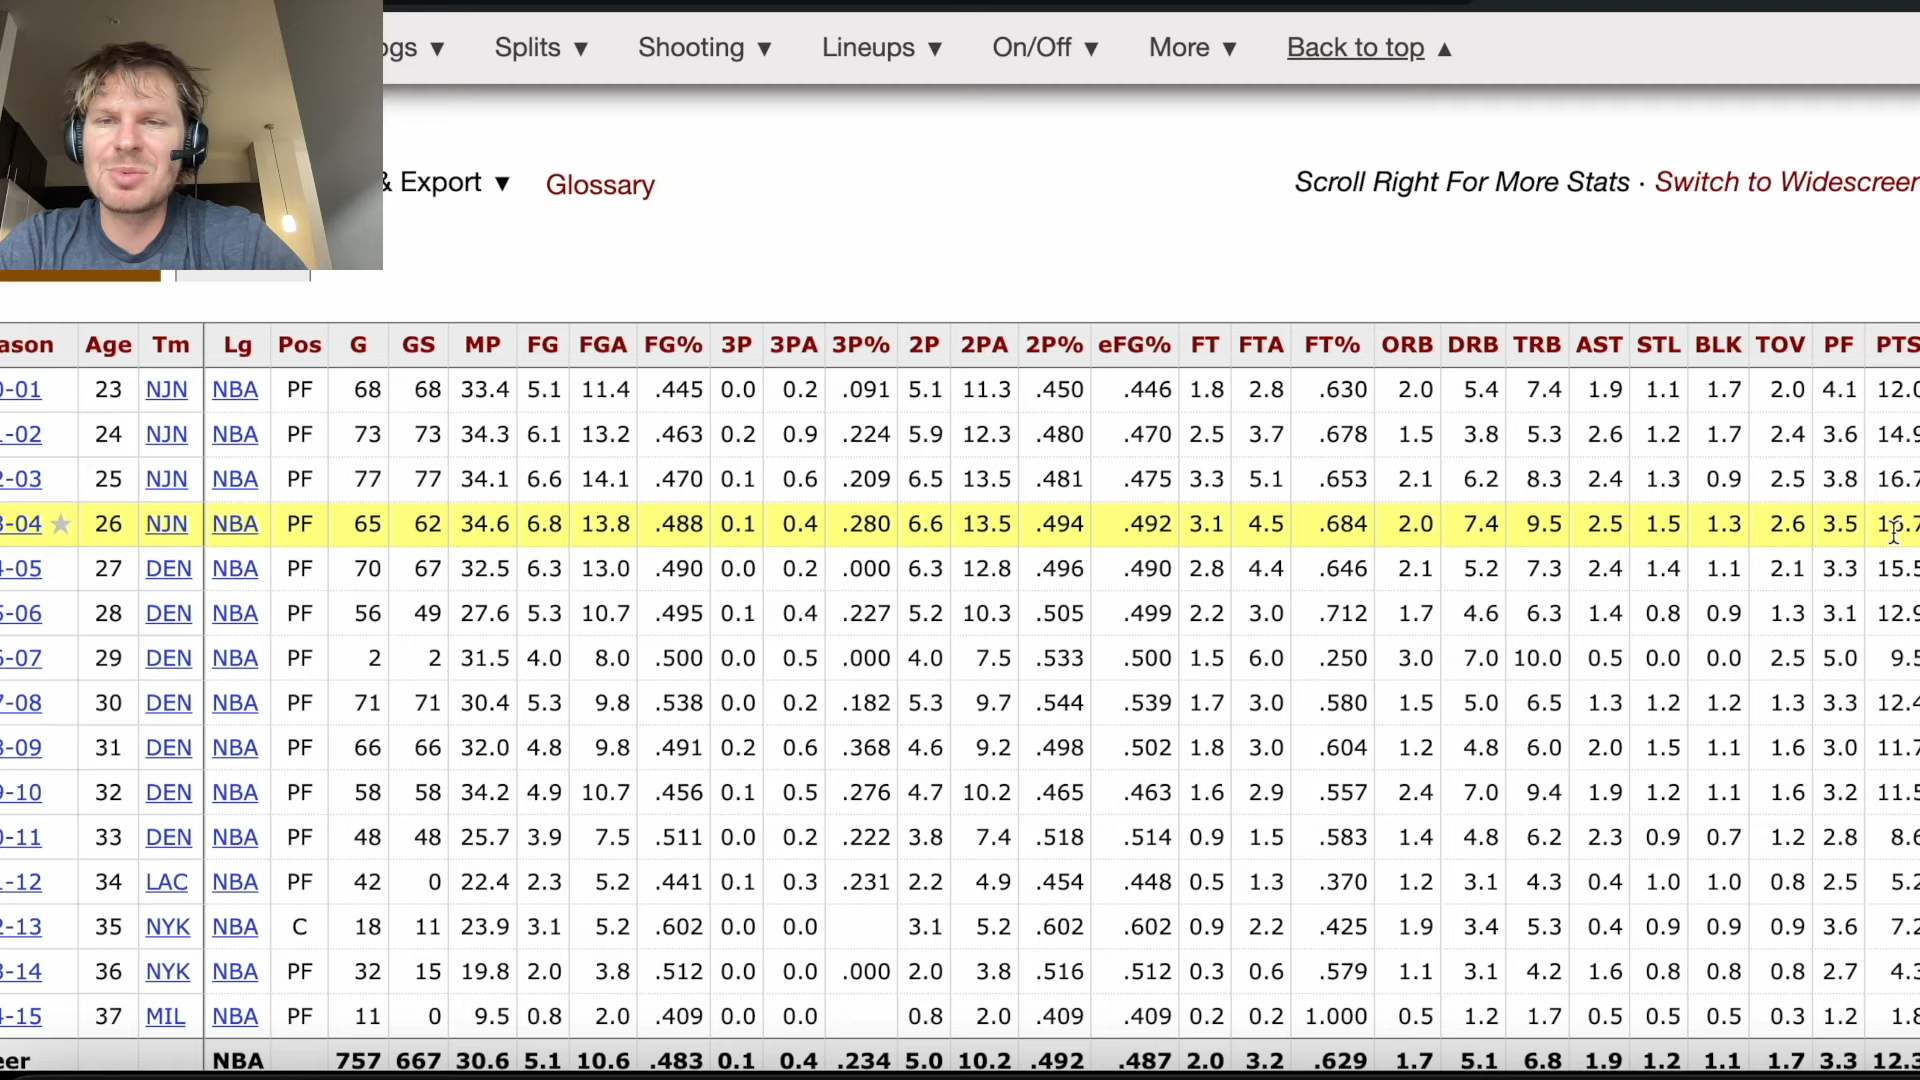 ogs ▼ Splits ▼ Shooting ▼ Lineups ▼ On/Off ▼ More ▼ Back to top ▲
& Export ▼ Glossary Scroll Right For More Stats · Switch to Widescreen
ason Age Tm Lg Pos G GS MP FG FGA FG% 3P 3PA 3P% 2P 2PA 2P% eFG% FT FTA FT% ORB DRB TRB AST STL BLK TOV PF PTS
0-01 23 NJN NBA PF 68 68 33.4 5.1 11.4 .445 0.0 0.2 .091 5.1 11.3 .450 .446 1.8 2.8 .630 2.0 5.4 7.4 1.9 1.1 1.7 2.0 4.1 12.0
1-02 24 NJN NBA PF 73 73 34.3 6.1 13.2 .463 0.2 0.9 .224 5.9 12.3 .480 .470 2.5 3.7 .678 1.5 3.8 5.3 2.6 1.2 1.7 2.4 3.6 14.9
2-03 25 NJN NBA PF 77 77 34.1 6.6 14.1 .470 0.1 0.6 .209 6.5 13.5 .481 .475 3.3 5.1 .653 2.1 6.2 8.3 2.4 1.3 0.9 2.5 3.8 16.7
3-04 ★ 26 NJN NBA PF 65 62 34.6 6.8 13.8 .488 0.1 0.4 .280 6.6 13.5 .494 .492 3.1 4.5 .684 2.0 7.4 9.5 2.5 1.5 1.3 2.6 3.5 16.7
4-05 27 DEN NBA PF 70 67 32.5 6.3 13.0 .490 0.0 0.2 .000 6.3 12.8 .496 .490 2.8 4.4 .646 2.1 5.2 7.3 2.4 1.4 1.1 2.1 3.3 15.5
5-06 28 DEN NBA PF 56 49 27.6 5.3 10.7 .495 0.1 0.4 .227 5.2 10.3 .505 .499 2.2 3.0 .712 1.7 4.6 6.3 1.4 0.8 0.9 1.3 3.1 12.9
6-07 29 DEN NBA PF 2 2 31.5 4.0 8.0 .500 0.0 0.5 .000 4.0 7.5 .533 .500 1.5 6.0 .250 3.0 7.0 10.0 0.5 0.0 0.0 2.5 5.0 9.5
7-08 30 DEN NBA PF 71 71 30.4 5.3 9.8 .538 0.0 0.2 .182 5.3 9.7 .544 .539 1.7 3.0 .580 1.5 5.0 6.5 1.3 1.2 1.2 1.3 3.3 12.4
8-09 31 DEN NBA PF 66 66 32.0 4.8 9.8 .491 0.2 0.6 .368 4.6 9.2 .498 .502 1.8 3.0 .604 1.2 4.8 6.0 2.0 1.5 1.1 1.6 3.0 11.7
9-10 32 DEN NBA PF 58 58 34.2 4.9 10.7 .456 0.1 0.5 .276 4.7 10.2 .465 .463 1.6 2.9 .557 2.4 7.0 9.4 1.9 1.2 1.1 1.6 3.2 11.5
0-11 33 DEN NBA PF 48 48 25.7 3.9 7.5 .511 0.0 0.2 .222 3.8 7.4 .518 .514 0.9 1.5 .583 1.4 4.8 6.2 2.3 0.9 0.7 1.2 2.8 8.6
1-12 34 LAC NBA PF 42 0 22.4 2.3 5.2 .441 0.1 0.3 .231 2.2 4.9 .454 .448 0.5 1.3 .370 1.2 3.1 4.3 0.4 1.0 1.0 0.8 2.5 5.2
2-13 35 NYK NBA C 18 11 23.9 3.1 5.2 .602 0.0 0.0 3.1 5.2 .602 .602 0.9 2.2 .425 1.9 3.4 5.3 0.4 0.9 0.9 0.9 3.6 7.2
3-14 36 NYK NBA PF 32 15 19.8 2.0 3.8 .512 0.0 0.0 .000 2.0 3.8 .516 .512 0.3 0.6 .579 1.1 3.1 4.2 1.6 0.8 0.8 0.8 2.7 4.3
4-15 37 MIL NBA PF 11 0 9.5 0.8 2.0 .409 0.0 0.0 0.8 2.0 .409 .409 0.2 0.2 1.000 0.5 1.2 1.7 0.5 0.5 0.5 0.3 1.2 1.8
eer NBA 757 667 30.6 5.1 10.6 .483 0.1 0.4 .234 5.0 10.2 .492 .487 2.0 3.2 .629 1.7 5.1 6.8 1.9 1.2 1.1 1.7 3.3 12.3